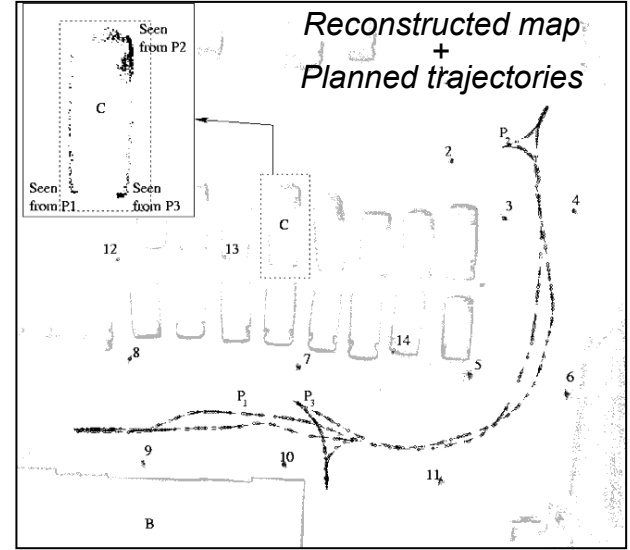 Reconstructed map
+
Planned trajectories
Seen
from P2
C
Seen
from P1
Seen
from P3
P2
2
3
4
12
13
C
14
8
7
5
6
P1
P3
9
10
11
B